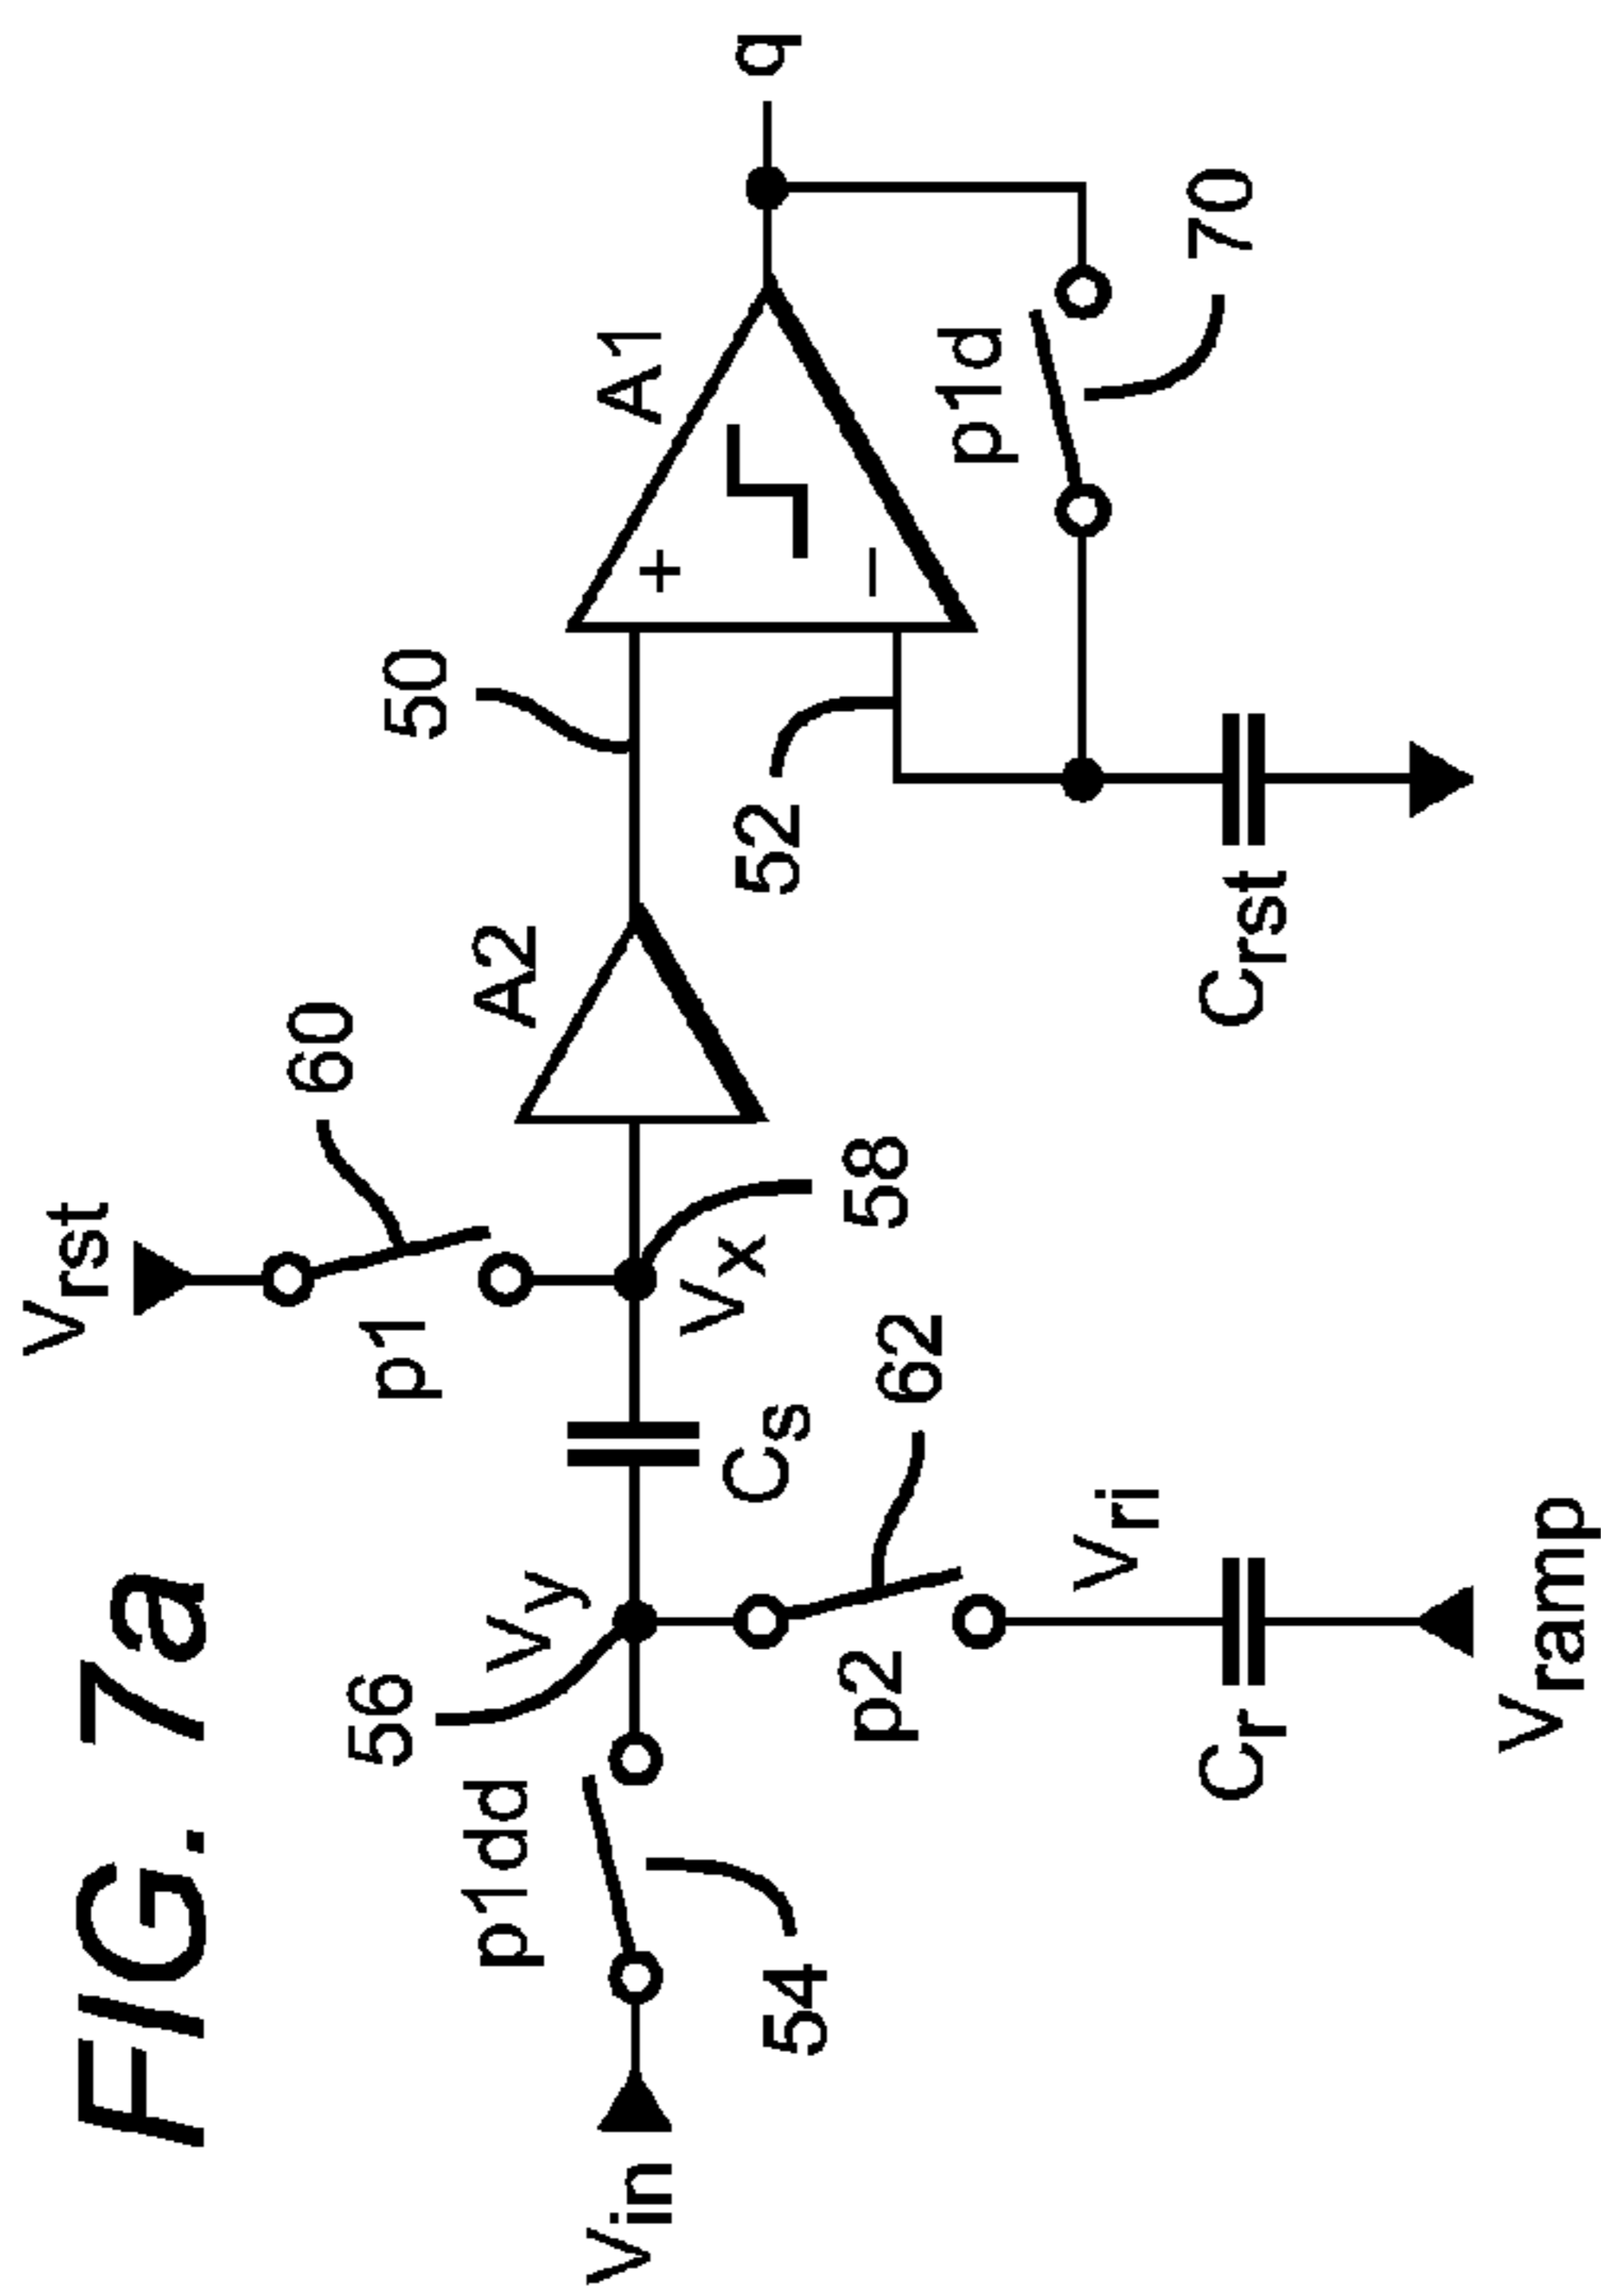 FIG. 7a
Vrst
p1
60
A2
50
A1
q
56
Vy
p1dd
Vin
54
Cs
Vx
58
52
+
−
p1d
70
p2
62
Vri
Cr
Vramp
Crst